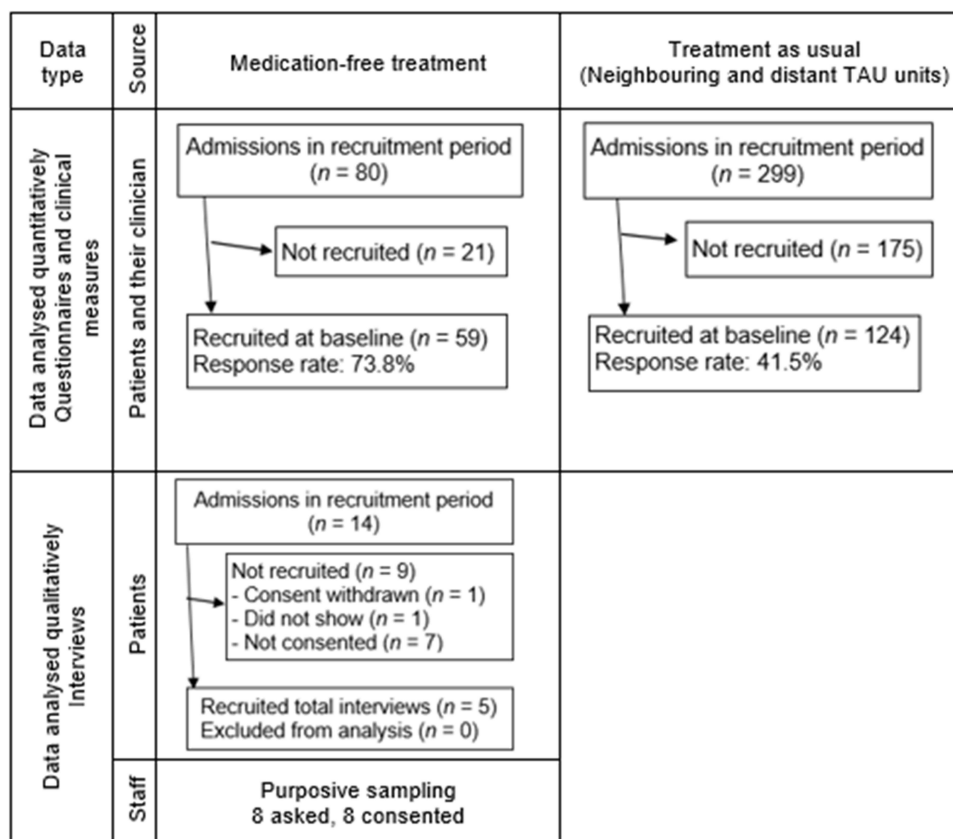 Data
type
Source
Medication-free treatment
Treatment as usual
(Neighbouring and distant TAU units)
Data analysed quantitatively
Questionnaires and clinical
measures
Patients and their clinician
Admissions in recruitment period
(n = 80)
Not recruited (n = 21)
Recruited at baseline (n = 59)
Response rate: 73.8%
Admissions in recruitment period
(n = 299)
Not recruited (n = 175)
Recruited at baseline (n = 124)
Response rate: 41.5%
Data analysed qualitatively
Interviews
Patients
Admissions in recruitment period
(n = 14)
Not recruited (n = 9)
- Consent withdrawn (n = 1)
- Did not show (n = 1)
- Not consented (n = 7)
Recruited total interviews (n = 5)
Excluded from analysis (n = 0)
Staff
Purposive sampling
8 asked, 8 consented